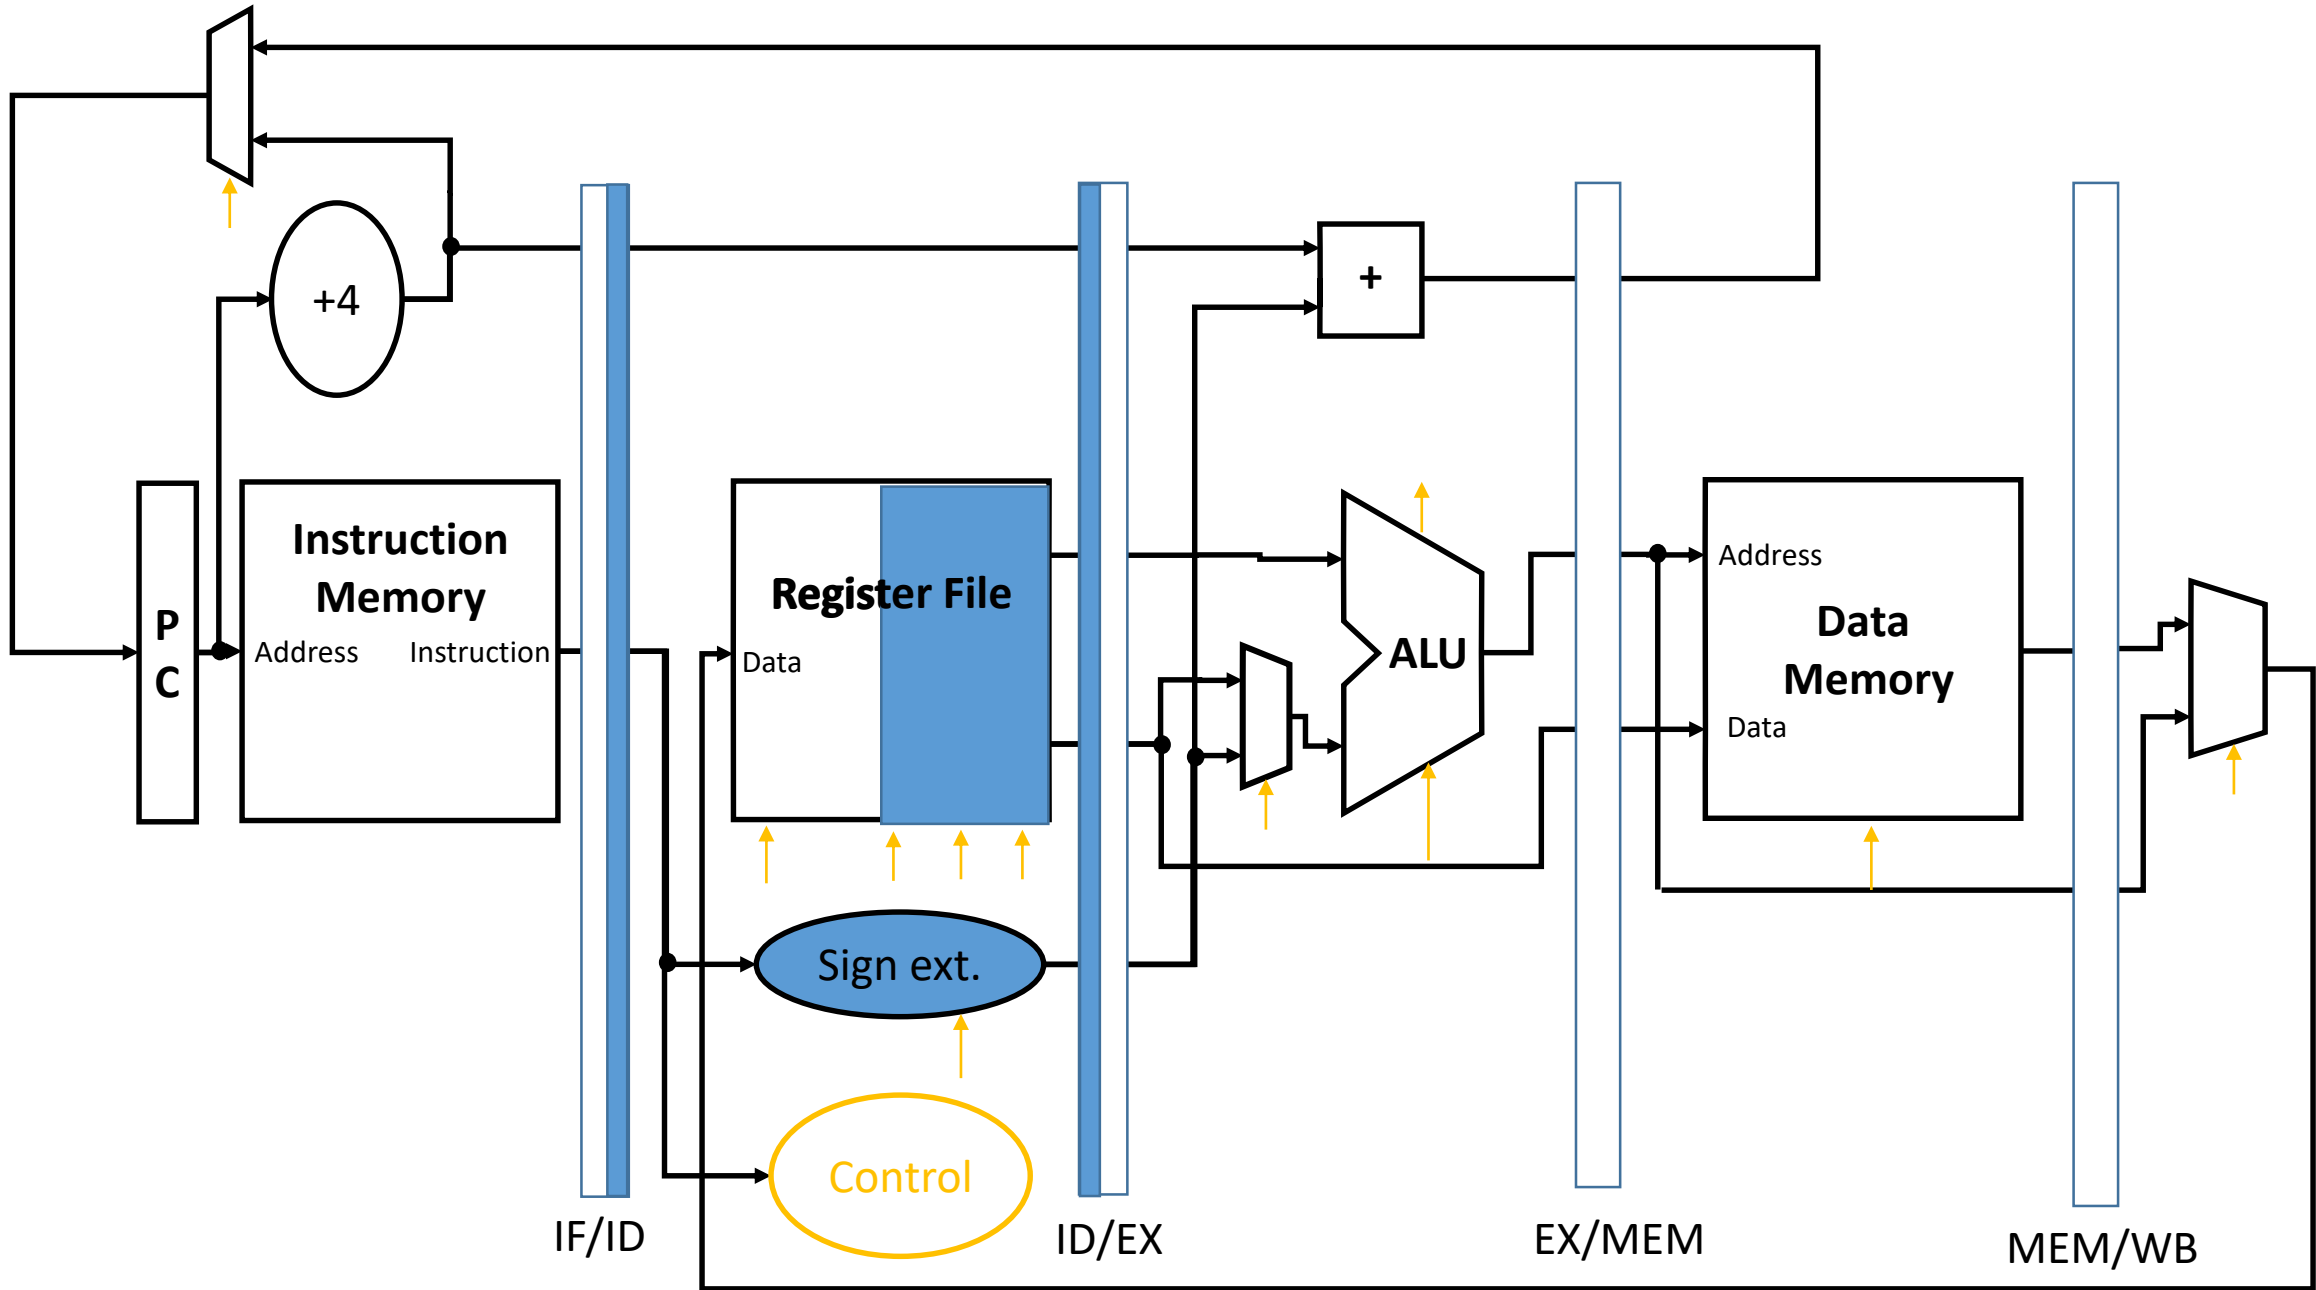 +4
+
P
C
Instruction
Memory
Address
Instruction
Register File
Data
ALU
Address
Data
Memory
Data
Sign ext.
Control
IF/ID
ID/EX
EX/MEM
MEM/WB